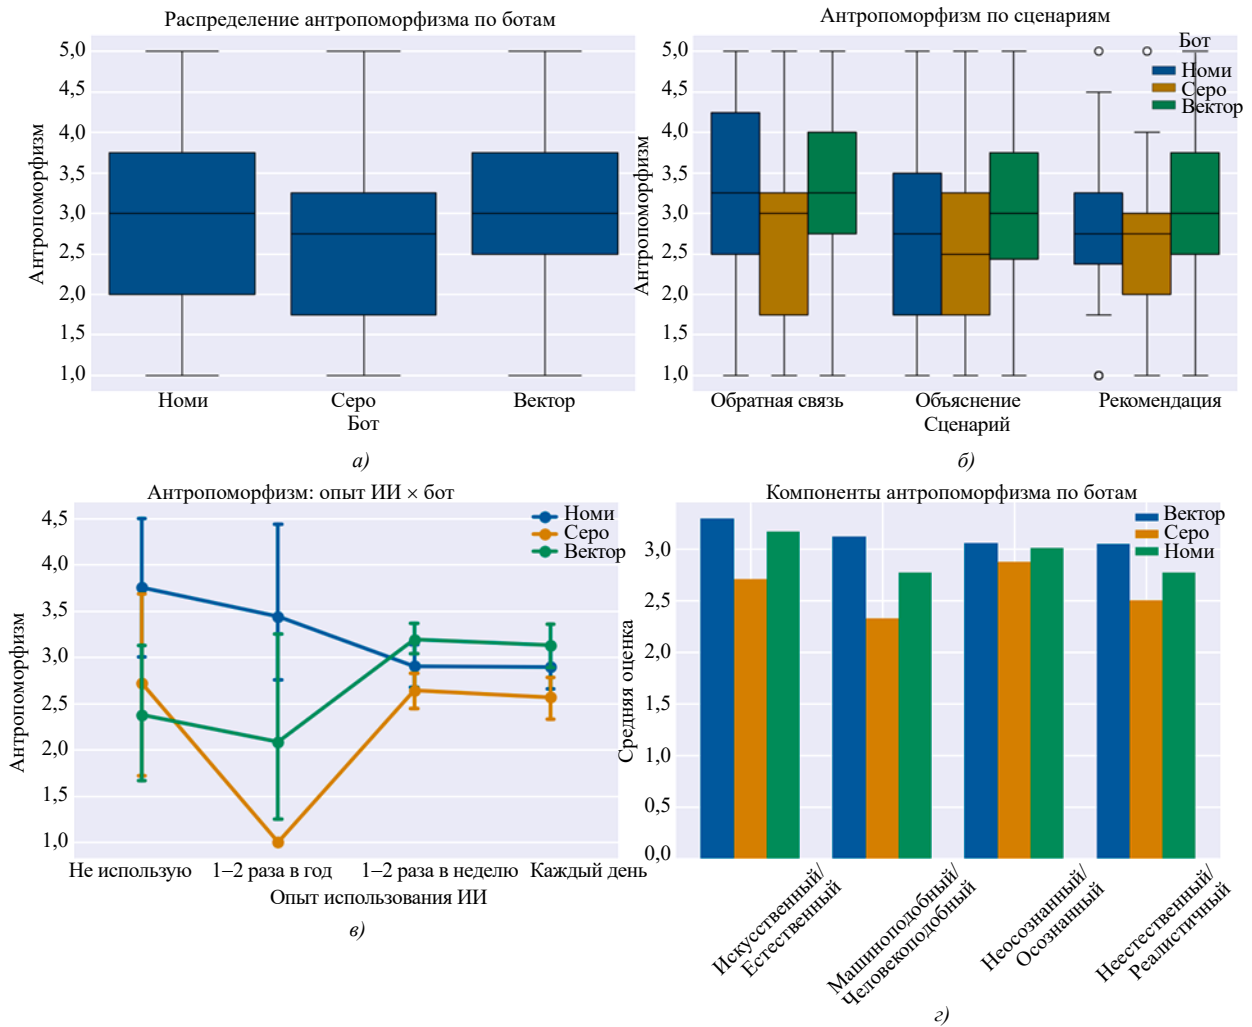 Распределение антропоморфизма по ботам
Антропоморфизм
5,0
4,5
4,0
3,5
3,0
2,5
2,0
1,5
1,0
Номи
Серо
Вектор
Бот
а)
Антропоморфизм по сценариям
Бот
Номи
Серо
Вектор
Антропоморфизм
5,0
4,5
4,0
3,5
3,0
2,5
2,0
1,5
1,0
Обратная связь
Объяснение
Рекомендация
Сценарий
б)
Антропоморфизм: опыт ИИ × бот
Номи
Серо
Вектор
Антропоморфизм
4,5
4,0
3,5
3,0
2,5
2,0
1,5
1,0
Не использую
1–2 раза в год
1–2 раза в неделю
Каждый день
Опыт использования ИИ
в)
Компоненты антропоморфизма по ботам
Вектор
Серо
Номи
Средняя оценка
3,0
2,5
2,0
1,5
1,0
0,5
0,0
Искусственный/
Естественный
Машиноподобный/
Человекоподобный
Неосознанный/
Осознанный
Неестественный/
Реалистичный
г)